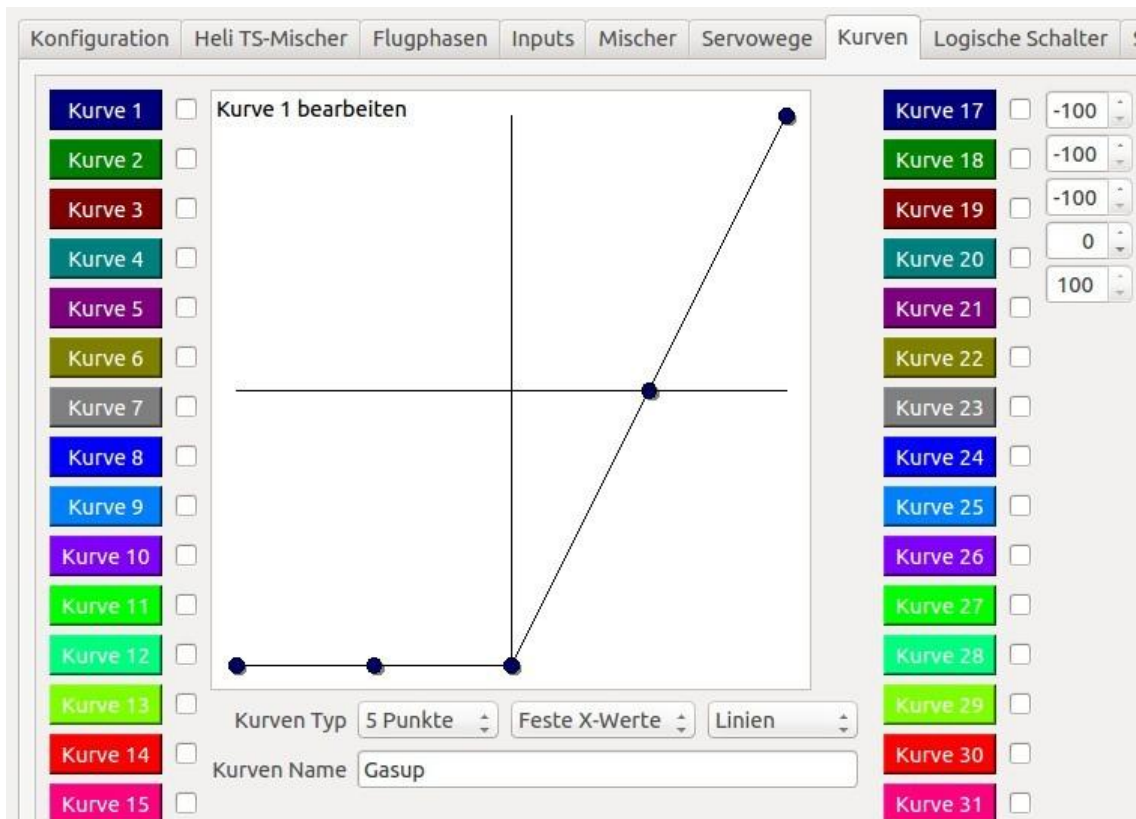 Konfiguration Heli TS-Mischer Flugphasen Inputs Mischer Servowege Kurven Logische Schalter
Kurve 1 bearbeiten
Kurve 1
Kurve 2
Kurve 3
Kurve 4
Kurve 5
Kurve 6
Kurve 7
Kurve 8
Kurve 9
Kurve 10
Kurve 11
Kurve 12
Kurve 13
Kurve 14
Kurve 15
Kurven Typ 5 Punkte Feste X-Werte Linien
Kurven Name Gasup
Kurve 17
Kurve 18
Kurve 19
Kurve 20
Kurve 21
Kurve 22
Kurve 23
Kurve 24
Kurve 25
Kurve 26
Kurve 27
Kurve 28
Kurve 29
Kurve 30
Kurve 31
-100
-100
-100
0
100